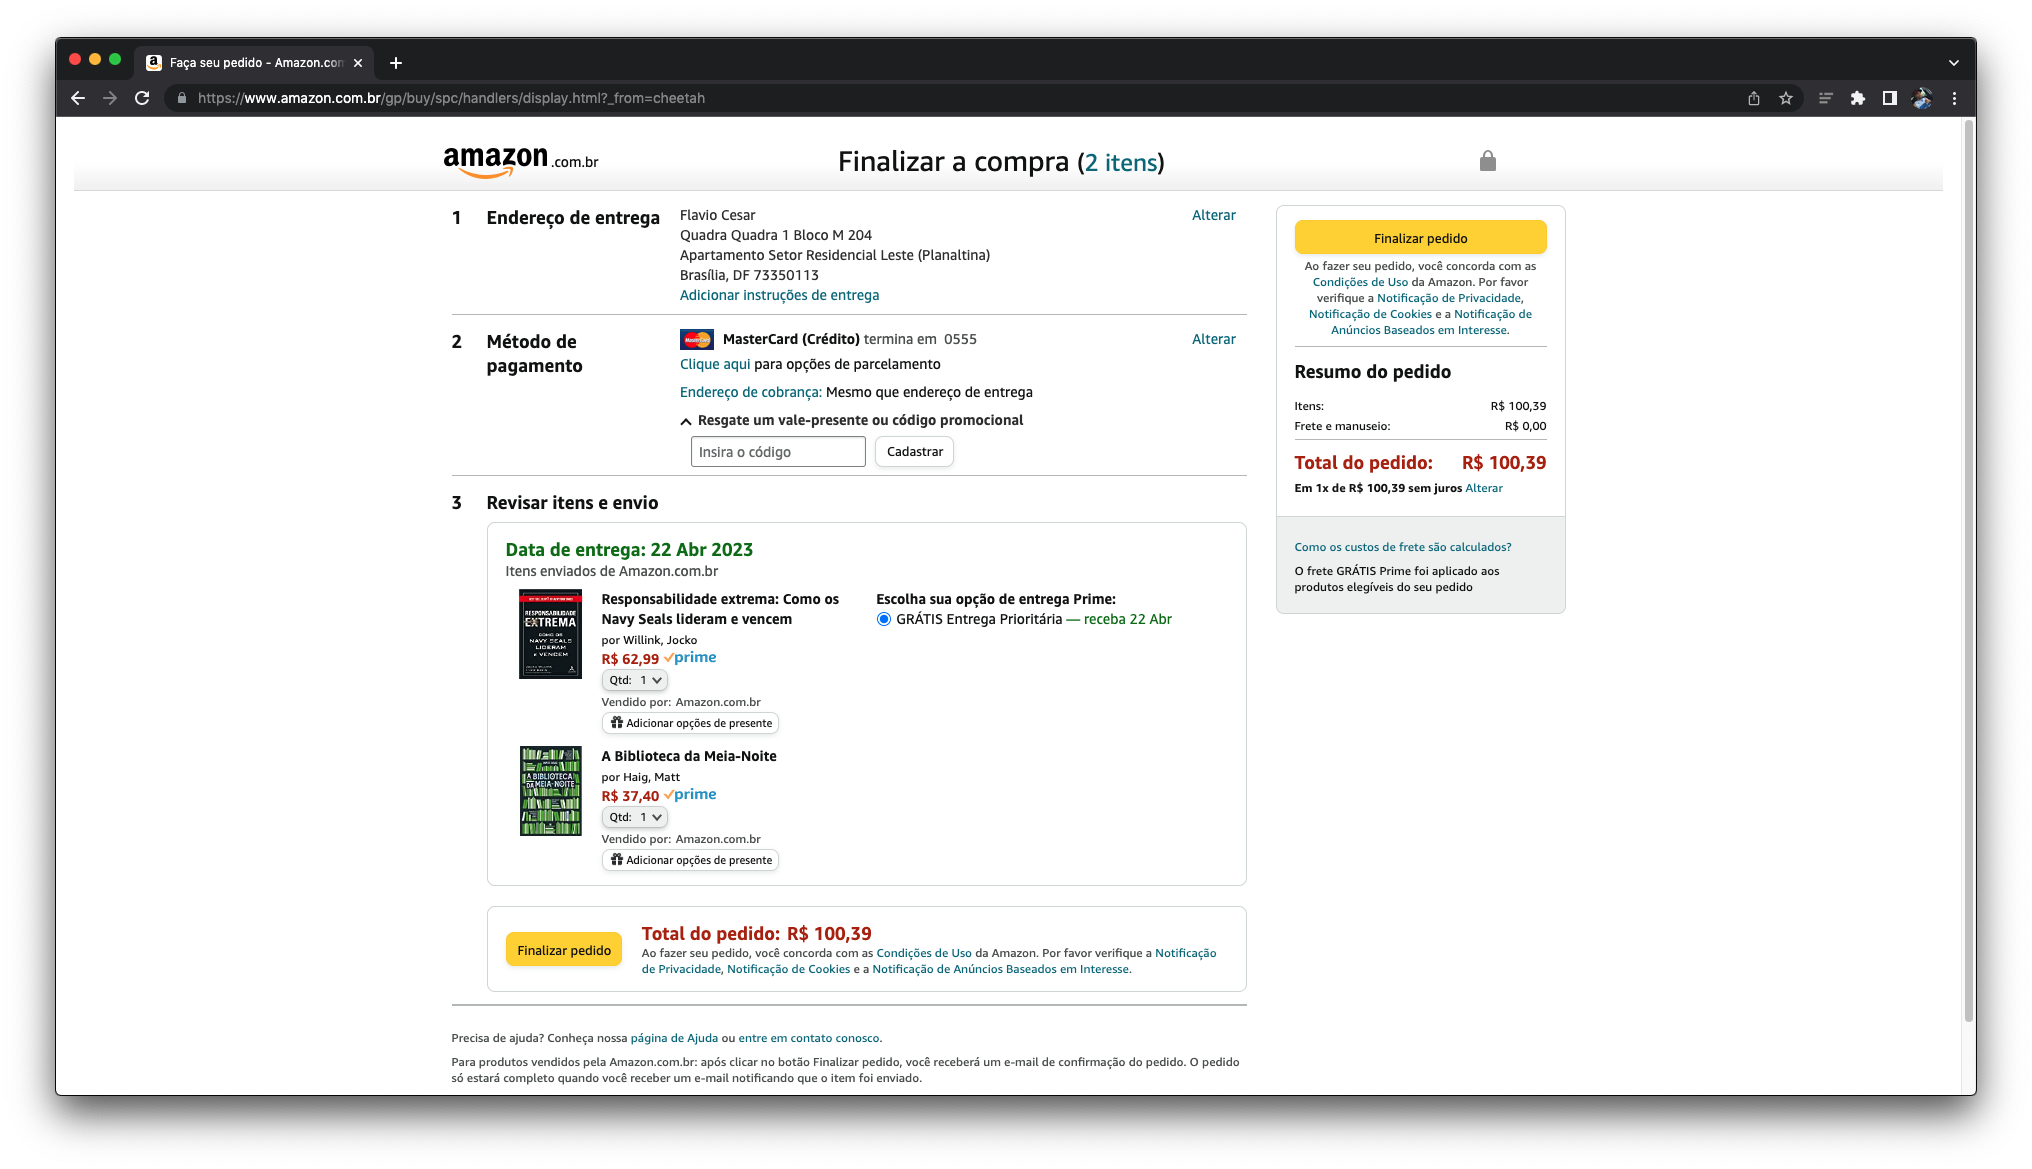 Faça seu pedido - Amazon.com
https://www.amazon.com.br/gp/buy/spc/handlers/display.html?_from=cheetah
amazon.com.br
Finalizar a compra (2 itens)
1 Endereço de entrega
Flavio Cesar
Quadra Quadra 1 Bloco M 204
Apartamento Setor Residencial Leste (Planaltina)
Brasília, DF 73350113
Adicionar instruções de entrega
Alterar
2 Método de
pagamento
MasterCard
MasterCard (Crédito) termina em 0555
Alterar
Clique aqui para opções de parcelamento
Endereço de cobrança: Mesmo que endereço de entrega
Resgate um vale-presente ou código promocional
Insira o código
Cadastrar
3 Revisar itens e envio
Data de entrega: 22 Abr 2023
Itens enviados de Amazon.com.br
RESPONSABILIDADE
EXTREMA
COMO OS
NAVY SEALS
LIDERAM
E VENCEM
Responsabilidade extrema: Como os
Navy Seals lideram e vencem
por Willink, Jocko
R$ 62,99 prime
Qtd: 1
Vendido por: Amazon.com.br
Adicionar opções de presente
Escolha sua opção de entrega Prime:
GRÁTIS Entrega Prioritária — receba 22 Abr
A BIBLIOTECA
DA MEIA-NOITE
A Biblioteca da Meia-Noite
por Haig, Matt
R$ 37,40 prime
Qtd: 1
Vendido por: Amazon.com.br
Adicionar opções de presente
Finalizar pedido
Total do pedido: R$ 100,39
Ao fazer seu pedido, você concorda com as Condições de Uso da Amazon. Por favor verifique a Notificação
de Privacidade, Notificação de Cookies e a Notificação de Anúncios Baseados em Interesse.
Precisa de ajuda? Conheça nossa página de Ajuda ou entre em contato conosco.
Para produtos vendidos pela Amazon.com.br: após clicar no botão Finalizar pedido, você receberá um e-mail de confirmação do pedido. O pedido
só estará completo quando você receber um e-mail notificando que o item foi enviado.
Finalizar pedido
Ao fazer seu pedido, você concorda com as
Condições de Uso da Amazon. Por favor
verifique a Notificação de Privacidade,
Notificação de Cookies e a Notificação de
Anúncios Baseados em Interesse.
Resumo do pedido
Itens: R$ 100,39
Frete e manuseio: R$ 0,00
Total do pedido: R$ 100,39
Em 1x de R$ 100,39 sem juros Alterar
Como os custos de frete são calculados?
O frete GRÁTIS Prime foi aplicado aos
produtos elegíveis do seu pedido